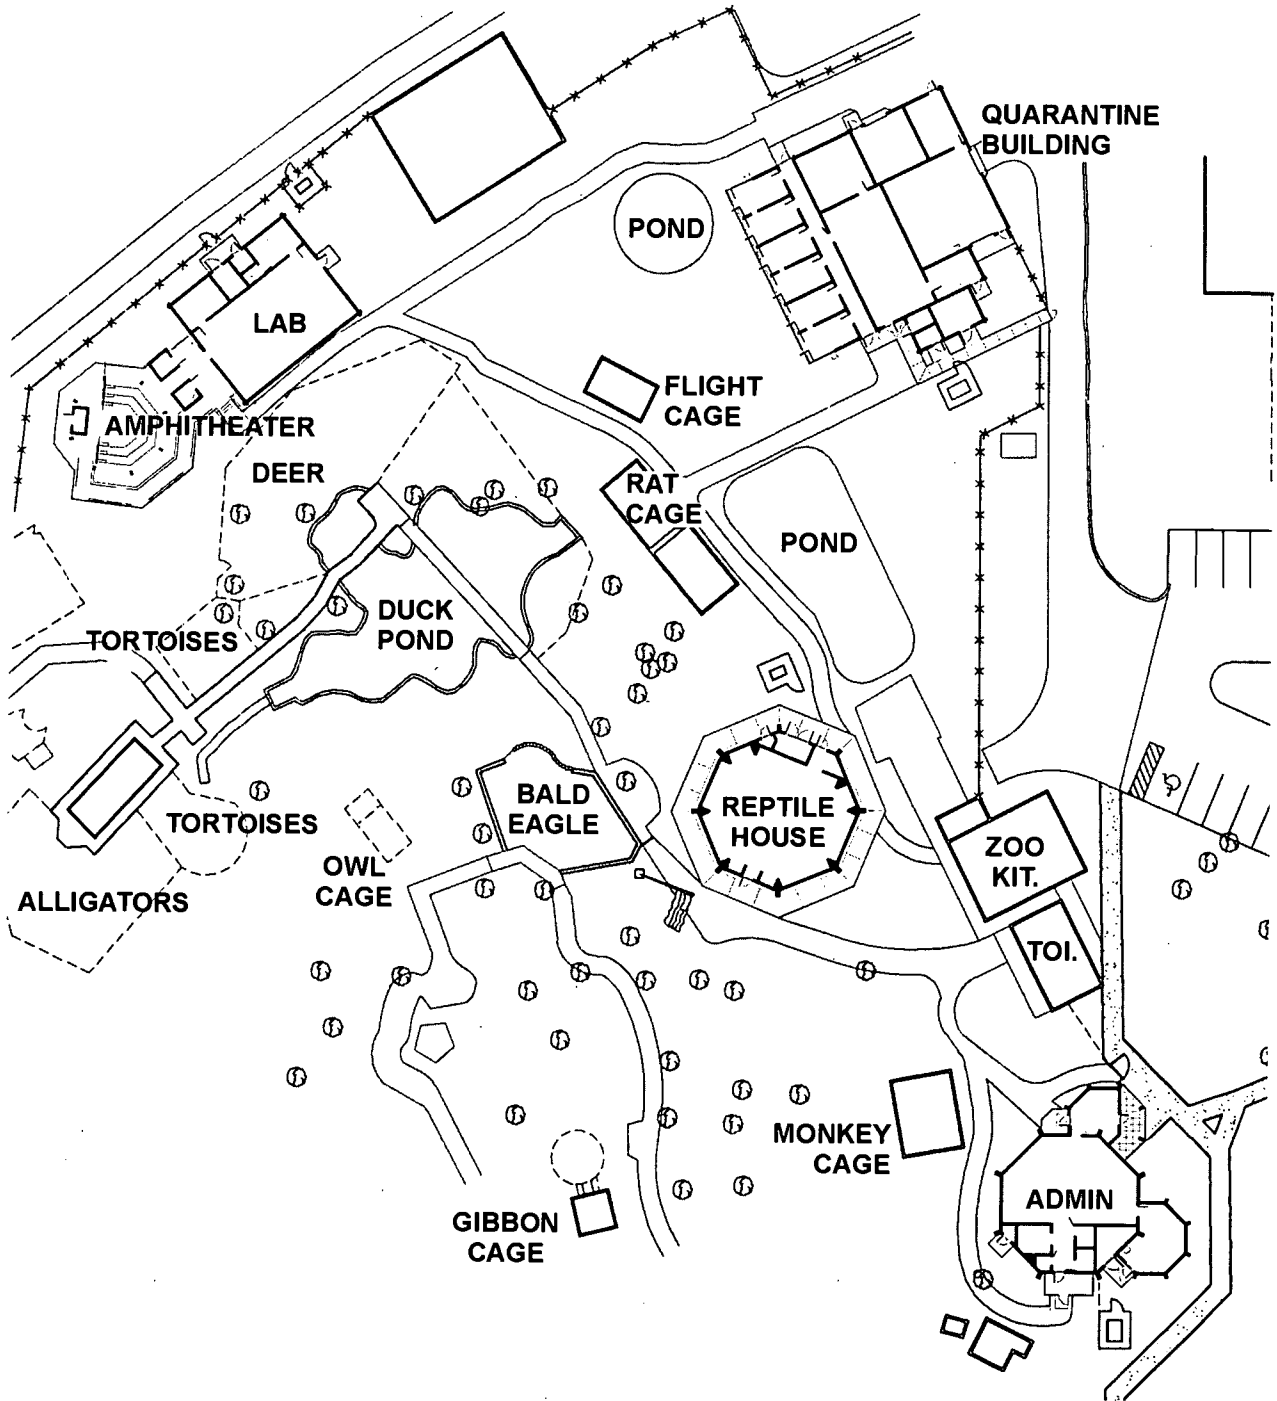 QUARANTINE
BUILDING
POND
LAB
FLIGHT
CAGE
AMPHITHEATER
DEER
RAT
CAGE
POND
DUCK
POND
TORTOISES
BALD
EAGLE
REPTILE
HOUSE
TORTOISES
OWL
CAGE
ZOO
KIT.
ALLIGATORS
TOI.
MONKEY
CAGE
ADMIN
GIBBON
CAGE